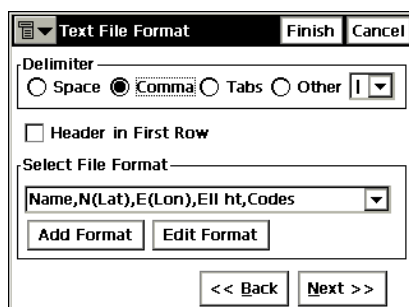 Text File Format Finish Cancel
Delimiter
Space Comma Tabs Other |
Header in First Row
Select File Format
Name,N(Lat),E(Lon),Ell ht,Codes
Add Format Edit Format
<< Back Next >>